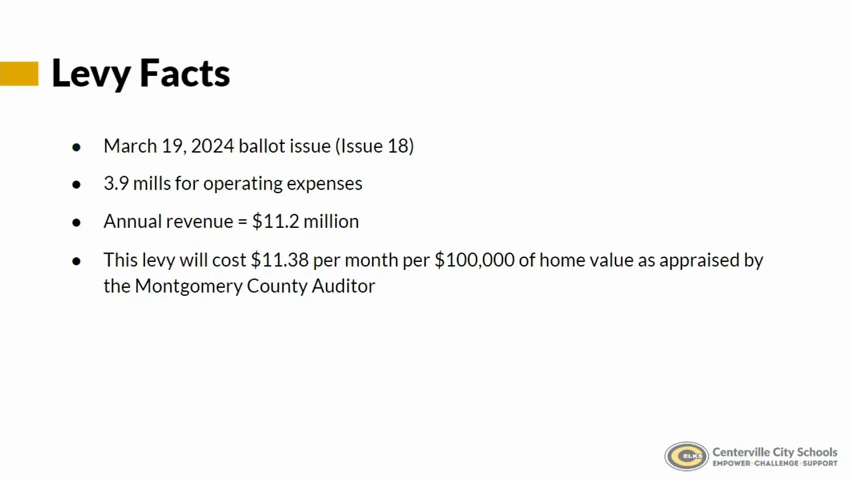 Levy Facts
● March 19, 2024 ballot issue (Issue 18)
● 3.9 mills for operating expenses
● Annual revenue = $11.2 million
● This levy will cost $11.38 per month per $100,000 of home value as appraised by
the Montgomery County Auditor
ELKS
Centerville City Schools
EMPOWER•CHALLENGE•SUPPORT